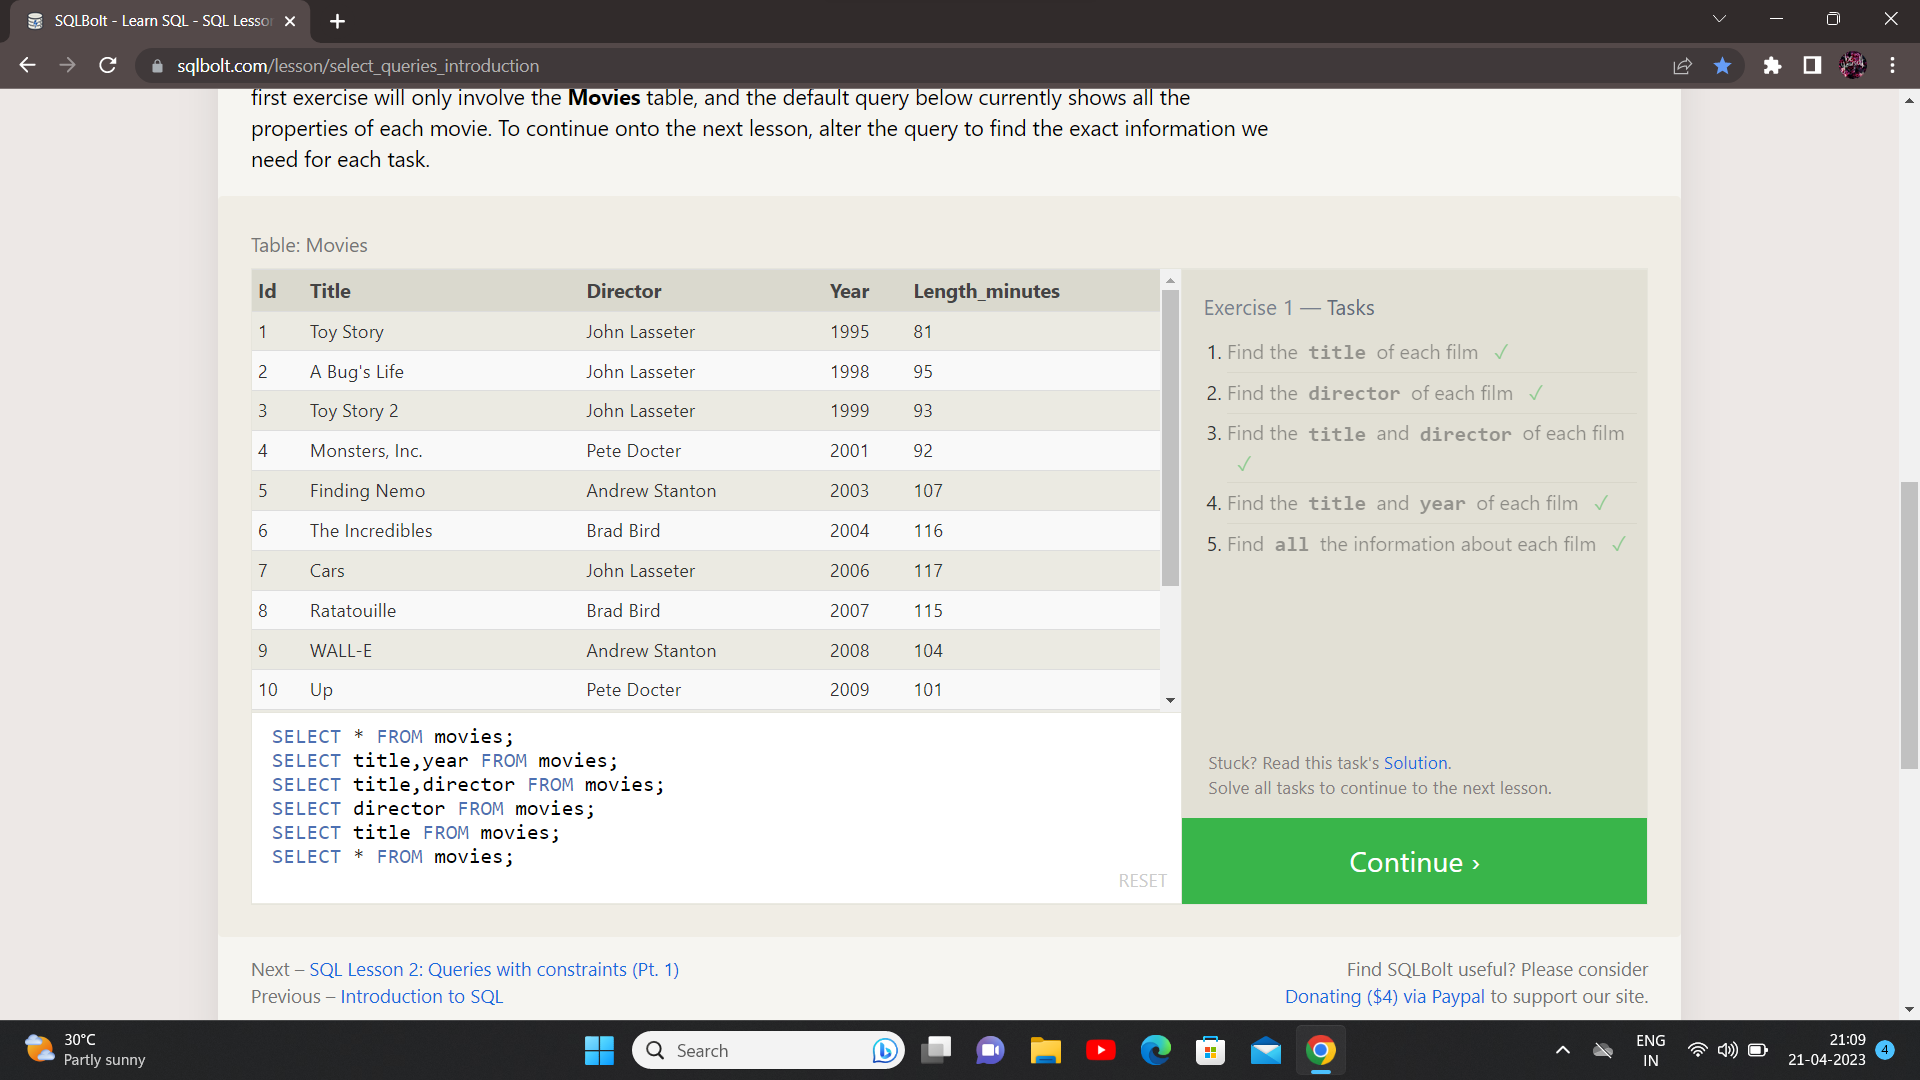 SQLBolt - Learn SQL - SQL Lesso
sqlbolt.com/lesson/select_queries_introduction
first exercise will only involve the Movies table, and the default query below currently shows all the
properties of each movie. To continue onto the next lesson, alter the query to find the exact information we
need for each task.
Table: Movies
Id Title Director Year Length_minutes
1 Toy Story John Lasseter 1995 81
2 A Bug's Life John Lasseter 1998 95
3 Toy Story 2 John Lasseter 1999 93
4 Monsters, Inc. Pete Docter 2001 92
5 Finding Nemo Andrew Stanton 2003 107
6 The Incredibles Brad Bird 2004 116
7 Cars John Lasseter 2006 117
8 Ratatouille Brad Bird 2007 115
9 WALL-E Andrew Stanton 2008 104
10 Up Pete Docter 2009 101
SELECT * FROM movies;
SELECT title,year FROM movies;
SELECT title,director FROM movies;
SELECT director FROM movies;
SELECT title FROM movies;
SELECT * FROM movies;
RESET
Exercise 1 — Tasks
1. Find the title of each film ✓
2. Find the director of each film ✓
3. Find the title and director of each film
✓
4. Find the title and year of each film ✓
5. Find all the information about each film ✓
Stuck? Read this task's Solution.
Solve all tasks to continue to the next lesson.
Continue ›
Next – SQL Lesson 2: Queries with constraints (Pt. 1)
Previous – Introduction to SQL
Find SQLBolt useful? Please consider
Donating ($4) via Paypal to support our site.
30°C
Partly sunny
Search
ENG
IN
21:09
21-04-2023
4